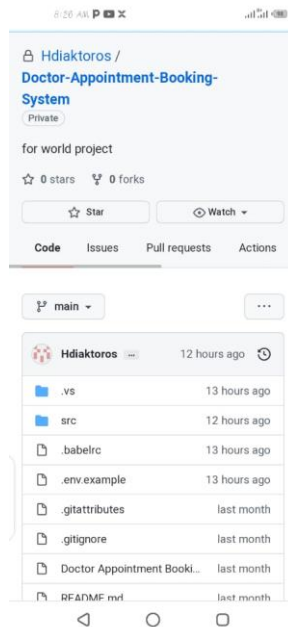 8:26 AM
Hdiaktoros /
Doctor-Appointment-Booking-
System
Private
for world project
0 stars 0 forks
Star Watch
Code Issues Pull requests Actions
main ...
Hdiaktoros ... 12 hours ago
.vs 13 hours ago
src 12 hours ago
.babelrc 13 hours ago
.env.example 13 hours ago
.gitattributes last month
.gitignore last month
Doctor Appointment Booki... last month
README.md last month